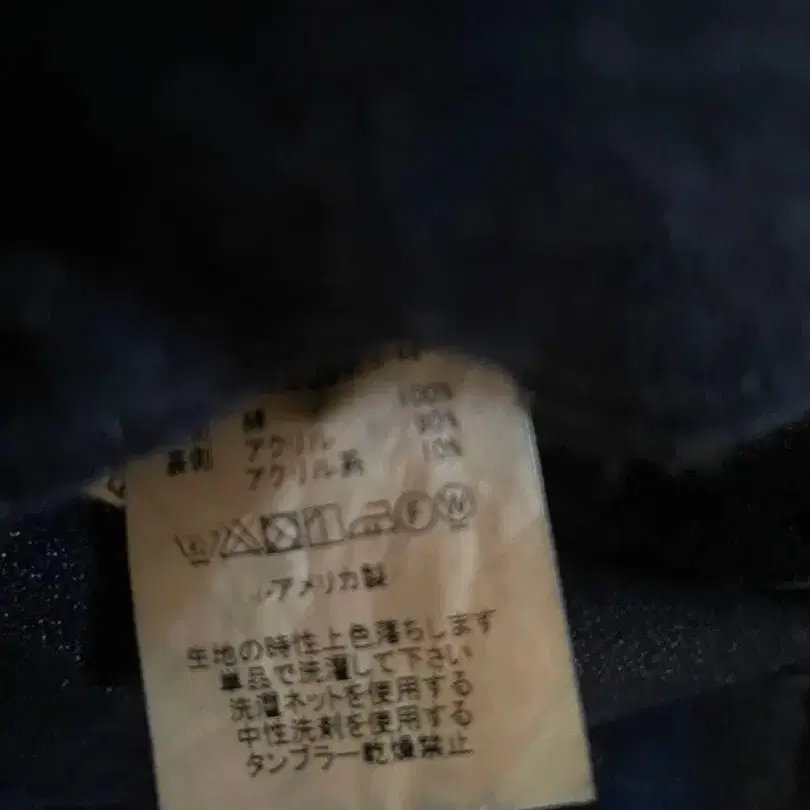 綿 100%
裏側 アクリル 90%
アクリル系 10%
アメリカ製
生地の特性上色落ちします
単品で洗濯して下さい
洗濯ネットを使用する
中性洗剤を使用する
タンブラー乾燥禁止